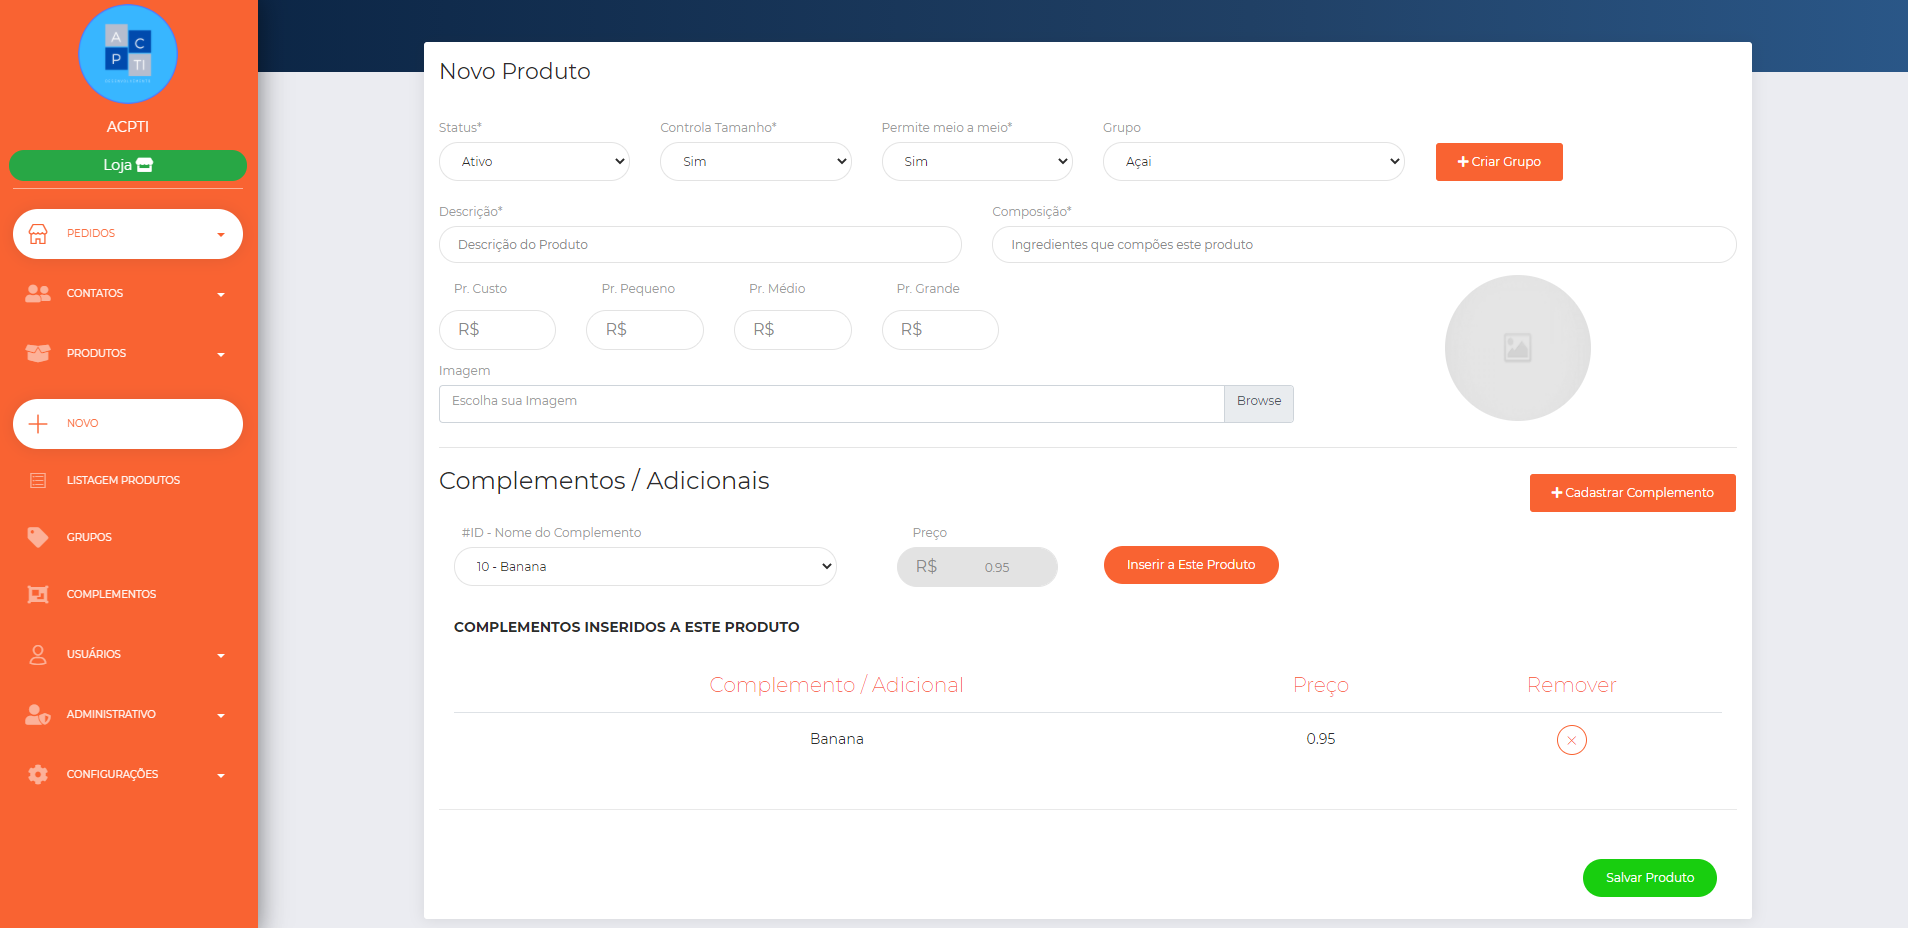 A C
P TI
ACPTI
Loja
PEDIDOS
CONTATOS
PRODUTOS
NOVO
LISTAGEM PRODUTOS
GRUPOS
COMPLEMENTOS
USUÁRIOS
ADMINISTRATIVO
CONFIGURAÇÕES
Novo Produto
Status* Controla Tamanho* Permite meio a meio* Grupo
Ativo Sim Sim Açai Criar Grupo
Descrição* Composição*
Descrição do Produto Ingredientes que compões este produto
Pr. Custo Pr. Pequeno Pr. Médio Pr. Grande
R$ R$ R$ R$
Imagem
Escolha sua Imagem Browse
Complementos / Adicionais
Cadastrar Complemento
#ID - Nome do Complemento Preço
10 - Banana R$ 0.95 Inserir a Este Produto
COMPLEMENTOS INSERIDOS A ESTE PRODUTO
Complemento / Adicional Preço Remover
Banana 0.95
Salvar Produto